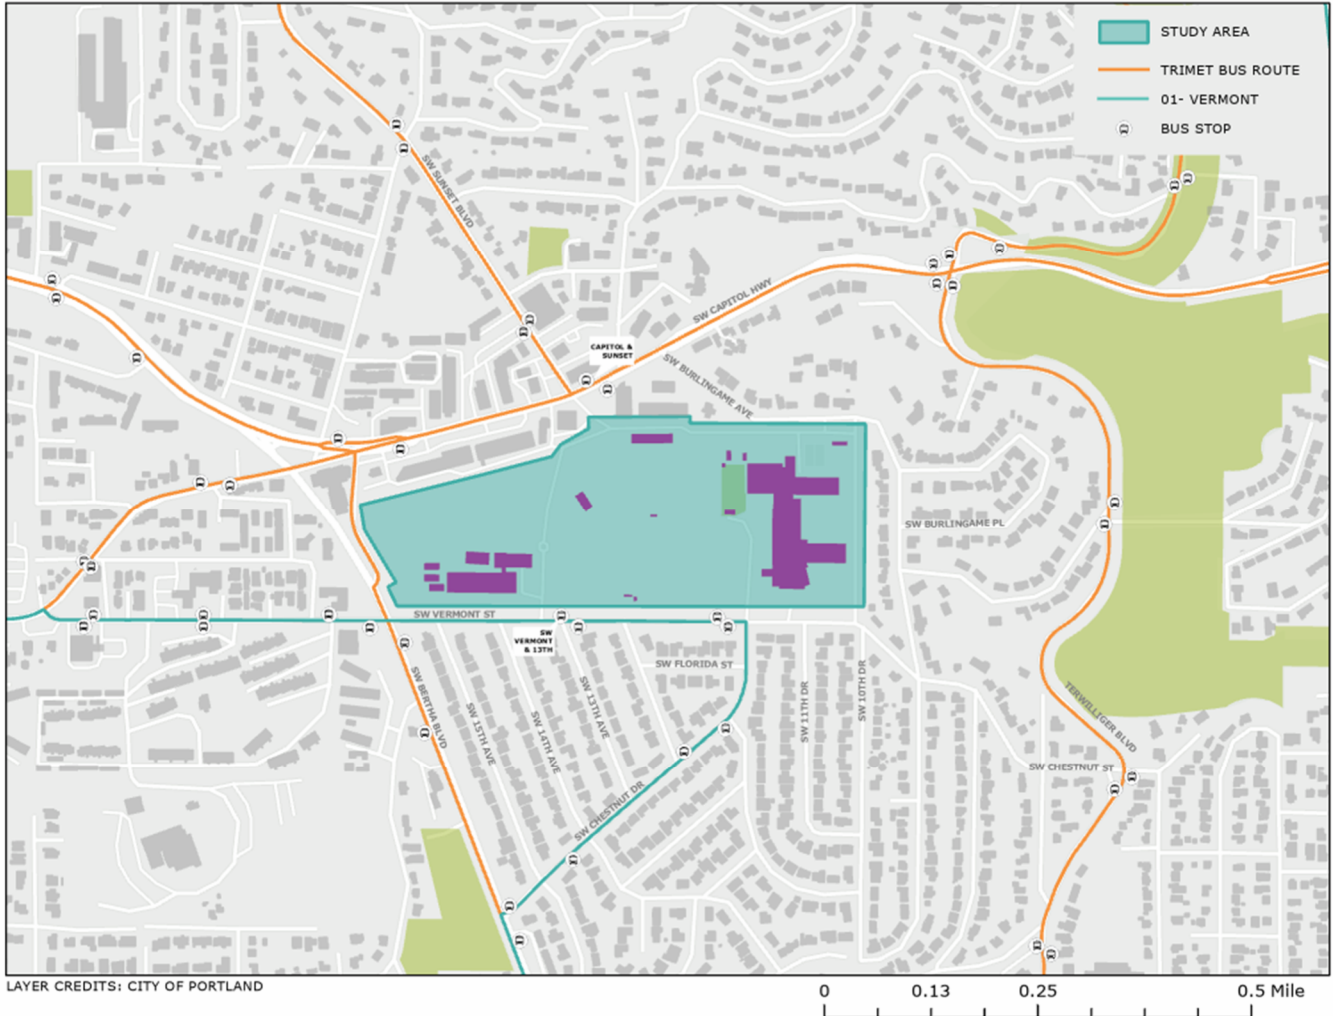 STUDY AREA
TRIMET BUS ROUTE
01- VERMONT
BUS STOP
SW SUNSET BLVD
SW CAPITOL HWY
CAPITOL &
SUNSET
SW BURLINGAME AVE
SW BURLINGAME PL
SW VERMONT ST
SW
VERMONT
& 13TH
SW FLORIDA ST
SW BERTHA BLVD
SW 15TH AVE
SW 14TH AVE
SW 13TH AVE
SW 11TH DR
SW 10TH DR
TERWILLIGER BLVD
SW CHESTNUT ST
SW CHESTNUT DR
LAYER CREDITS: CITY OF PORTLAND
0 0.13 0.25 0.5 Mile